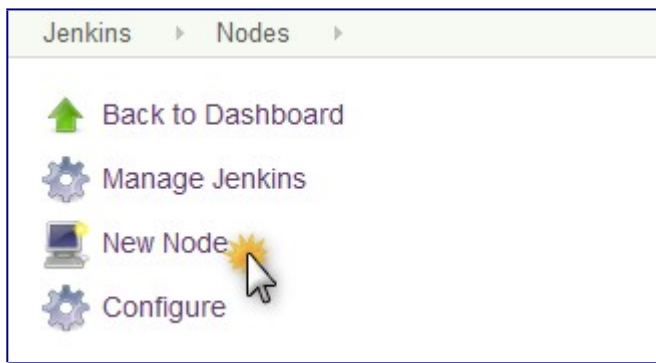 Jenkins Nodes
Back to Dashboard
Manage Jenkins
New Node
Configure